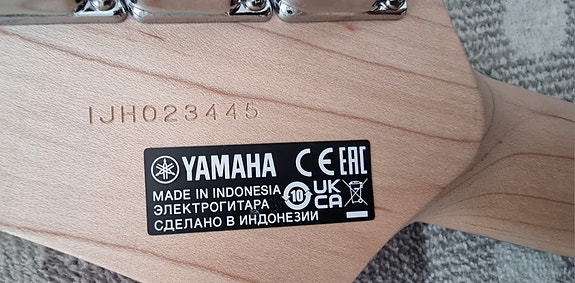 IJH023445
YAMAHA CE EAC
MADE IN INDONESIA 10 UK
ЭЛЕКТРОГИТАРА CA
СДЕЛАНО В ИНДОНЕЗИИ